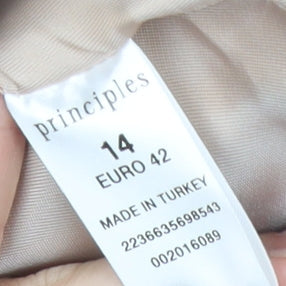 principles
14
EURO 42
MADE IN TURKEY
2236635698543
002016089